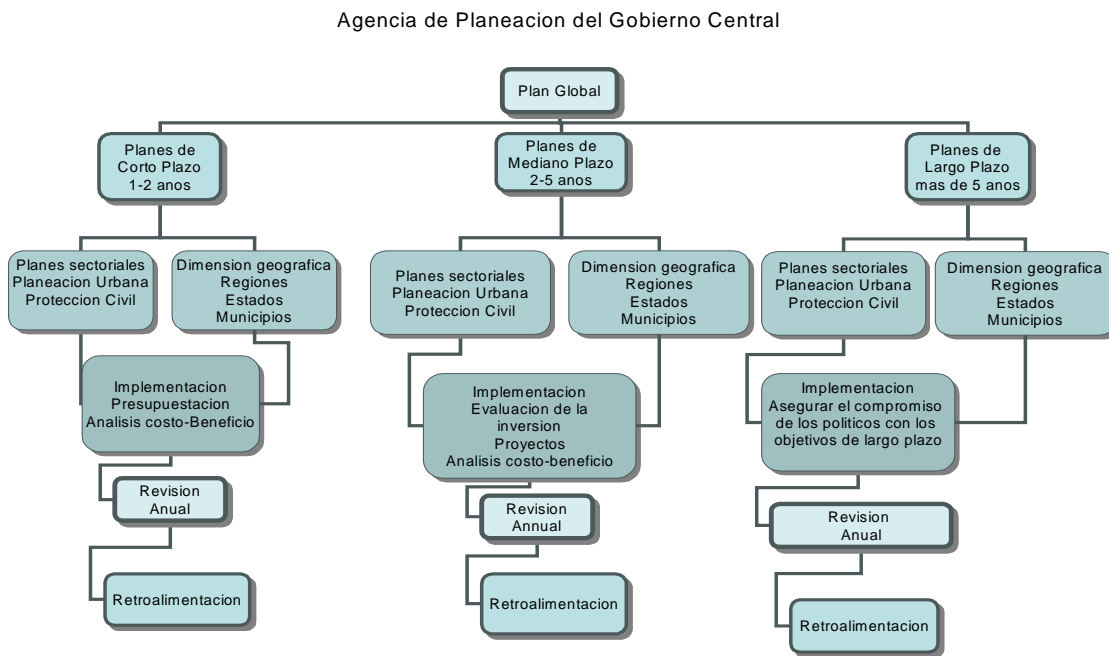 Agencia de Planeacion del Gobierno Central
Plan Global
Planes de
Corto Plazo
1-2 anos
Planes de
Mediano Plazo
2-5 anos
Planes de
Largo Plazo
mas de 5 anos
Planes sectoriales
Planeacion Urbana
Proteccion Civil
Dimension geografica
Regiones
Estados
Municipios
Planes sectoriales
Planeacion Urbana
Proteccion Civil
Dimension geografica
Regiones
Estados
Municipios
Planes sectoriales
Planeacion Urbana
Proteccion Civil
Dimension geografica
Regiones
Estados
Municipios
Implementacion
Presupuestacion
Analisis costo-Beneficio
Implementacion
Evaluacion de la
inversion
Proyectos
Analisis costo-beneficio
Implementacion
Asegurar el compromiso
de los politicos con los
objetivos de largo plazo
Revision
Anual
Revision
Annual
Revision
Anual
Retroalimentacion
Retroalimentacion
Retroalimentacion